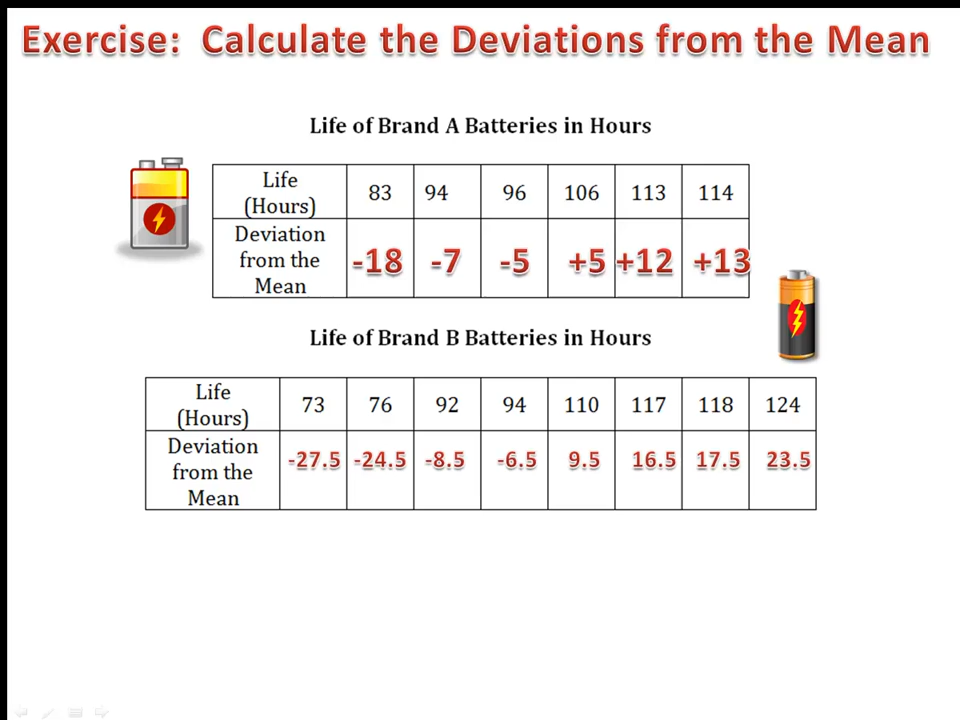 Exercise:  Calculate the Deviations from the Mean
Life of Brand A Batteries in Hours
Life (Hours) 83 94 96 106 113 114
Deviation from the Mean -18 -7 -5 +5 +12 +13
Life of Brand B Batteries in Hours
Life (Hours) 73 76 92 94 110 117 118 124
Deviation from the Mean -27.5 -24.5 -8.5 -6.5 9.5 16.5 17.5 23.5